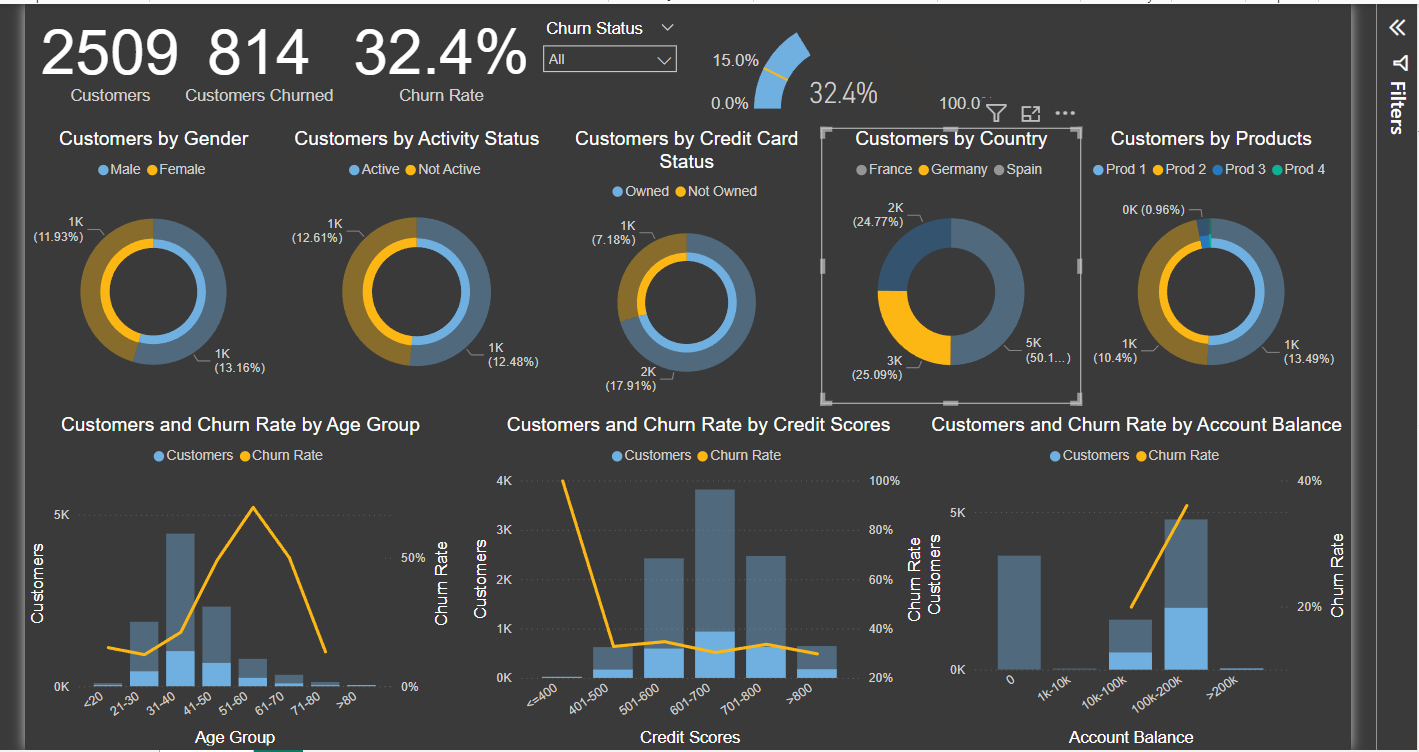 2509
Customers
814
Customers Churned
32.4%
Churn Rate
Churn Status
All
15.0%
0.0%
32.4%
100.0
Filters
Customers by Gender
Male Female
1K
(11.93%)
1K
(13.16%)
Customers by Activity Status
Active Not Active
1K
(12.61%)
1K
(12.48%)
Customers by Credit Card
Status
Owned Not Owned
1K
(7.18%)
2K
(17.91%)
Customers by Country
France Germany Spain
2K
(24.77%)
3K
(25.09%)
5K
(50.1...)
Customers by Products
Prod 1 Prod 2 Prod 3 Prod 4
0K (0.96%)
1K
(10.4%)
1K
(13.49%)
Customers and Churn Rate by Age Group
Customers Churn Rate
5K
0K
50%
0%
Customers
Churn Rate
<20
21-30
31-40
41-50
51-60
61-70
71-80
>80
Age Group
Customers and Churn Rate by Credit Scores
Customers Churn Rate
4K
3K
2K
1K
0K
100%
80%
60%
40%
20%
Customers
Churn Rate
<=400
401-500
501-600
601-700
701-800
>800
Credit Scores
Customers and Churn Rate by Account Balance
Customers Churn Rate
5K
0K
40%
20%
Customers
Churn Rate
0
1k-10k
10k-100k
100k-200k
>200k
Account Balance